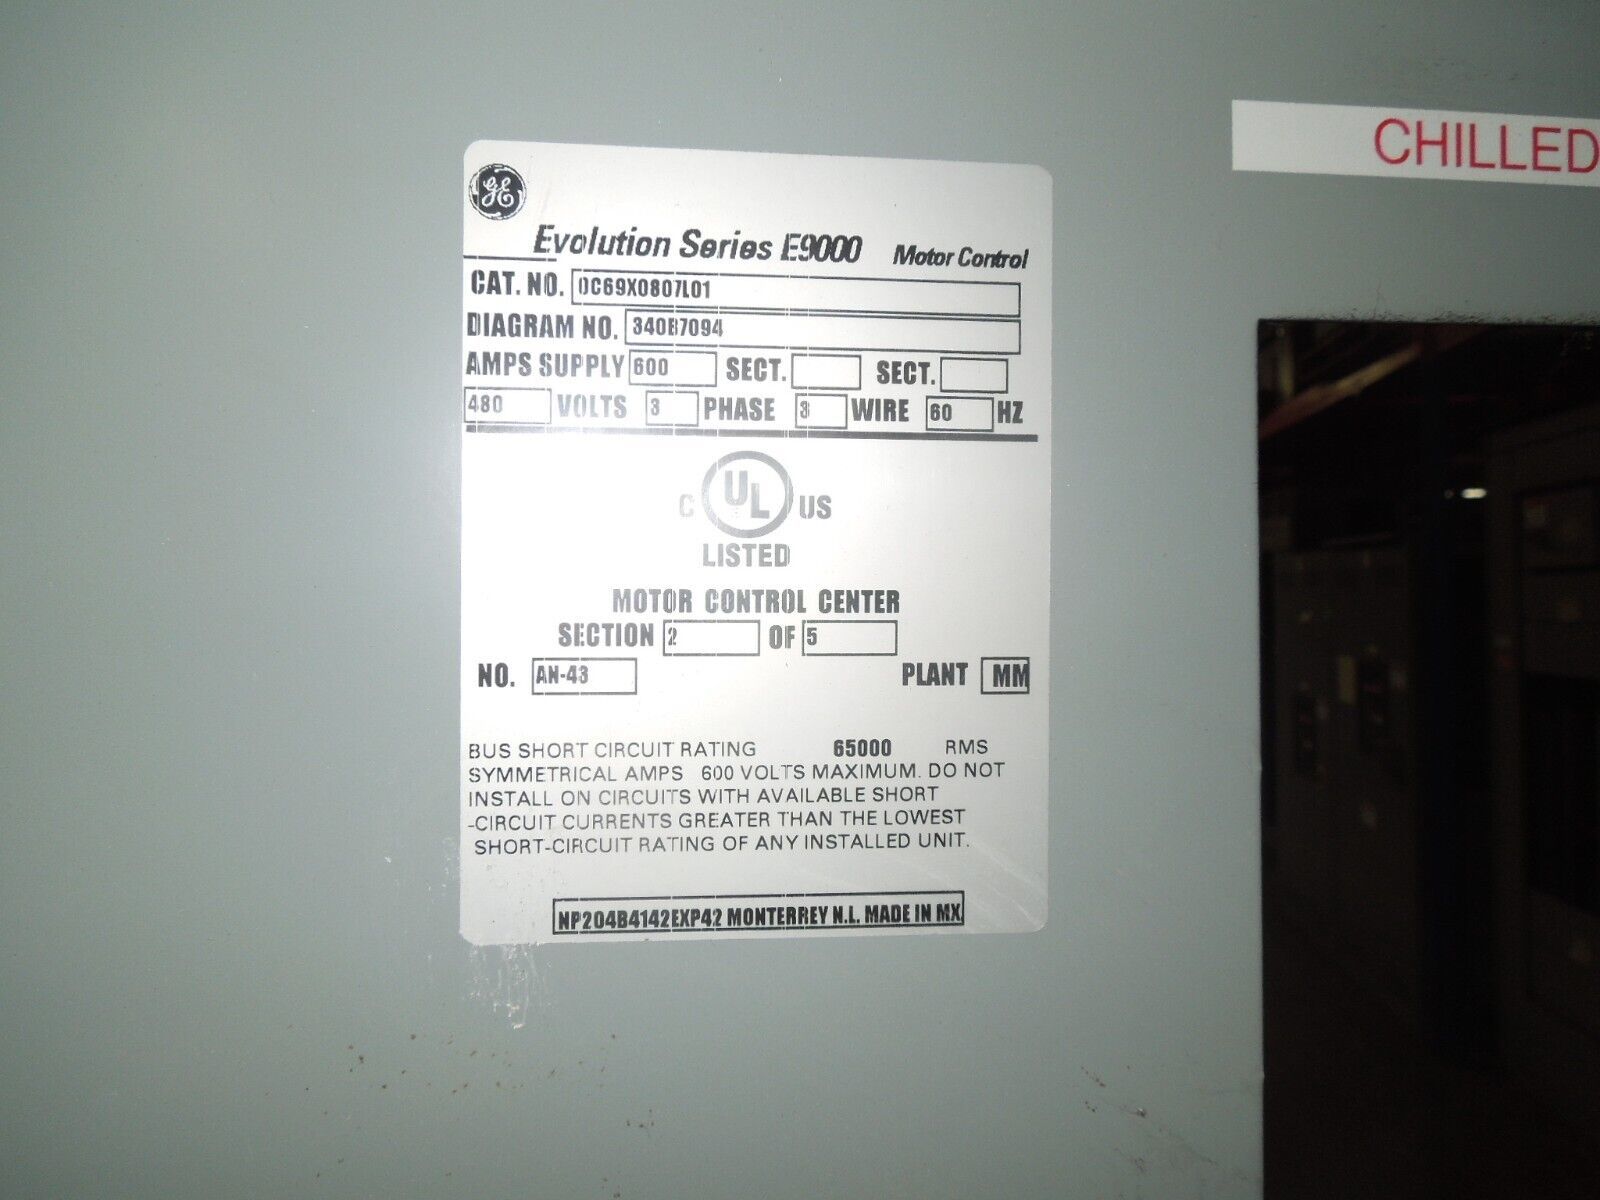 CHILLED
GE
Evolution Series E9000 Motor Control
CAT. NO. 0C69X0807L01
DIAGRAM NO. 340B7094
AMPS SUPPLY 600 SECT. SECT.
480 VOLTS 3 PHASE 3 WIRE 60 HZ
C UL US
LISTED
MOTOR CONTROL CENTER
SECTION 2 OF 5
NO. AN-43 PLANT MM
BUS SHORT CIRCUIT RATING 65000 RMS
SYMMETRICAL AMPS 600 VOLTS MAXIMUM. DO NOT
INSTALL ON CIRCUITS WITH AVAILABLE SHORT
-CIRCUIT CURRENTS GREATER THAN THE LOWEST
SHORT-CIRCUIT RATING OF ANY INSTALLED UNIT.
NP204B4142EXP42 MONTERREY N.L. MADE IN MX.